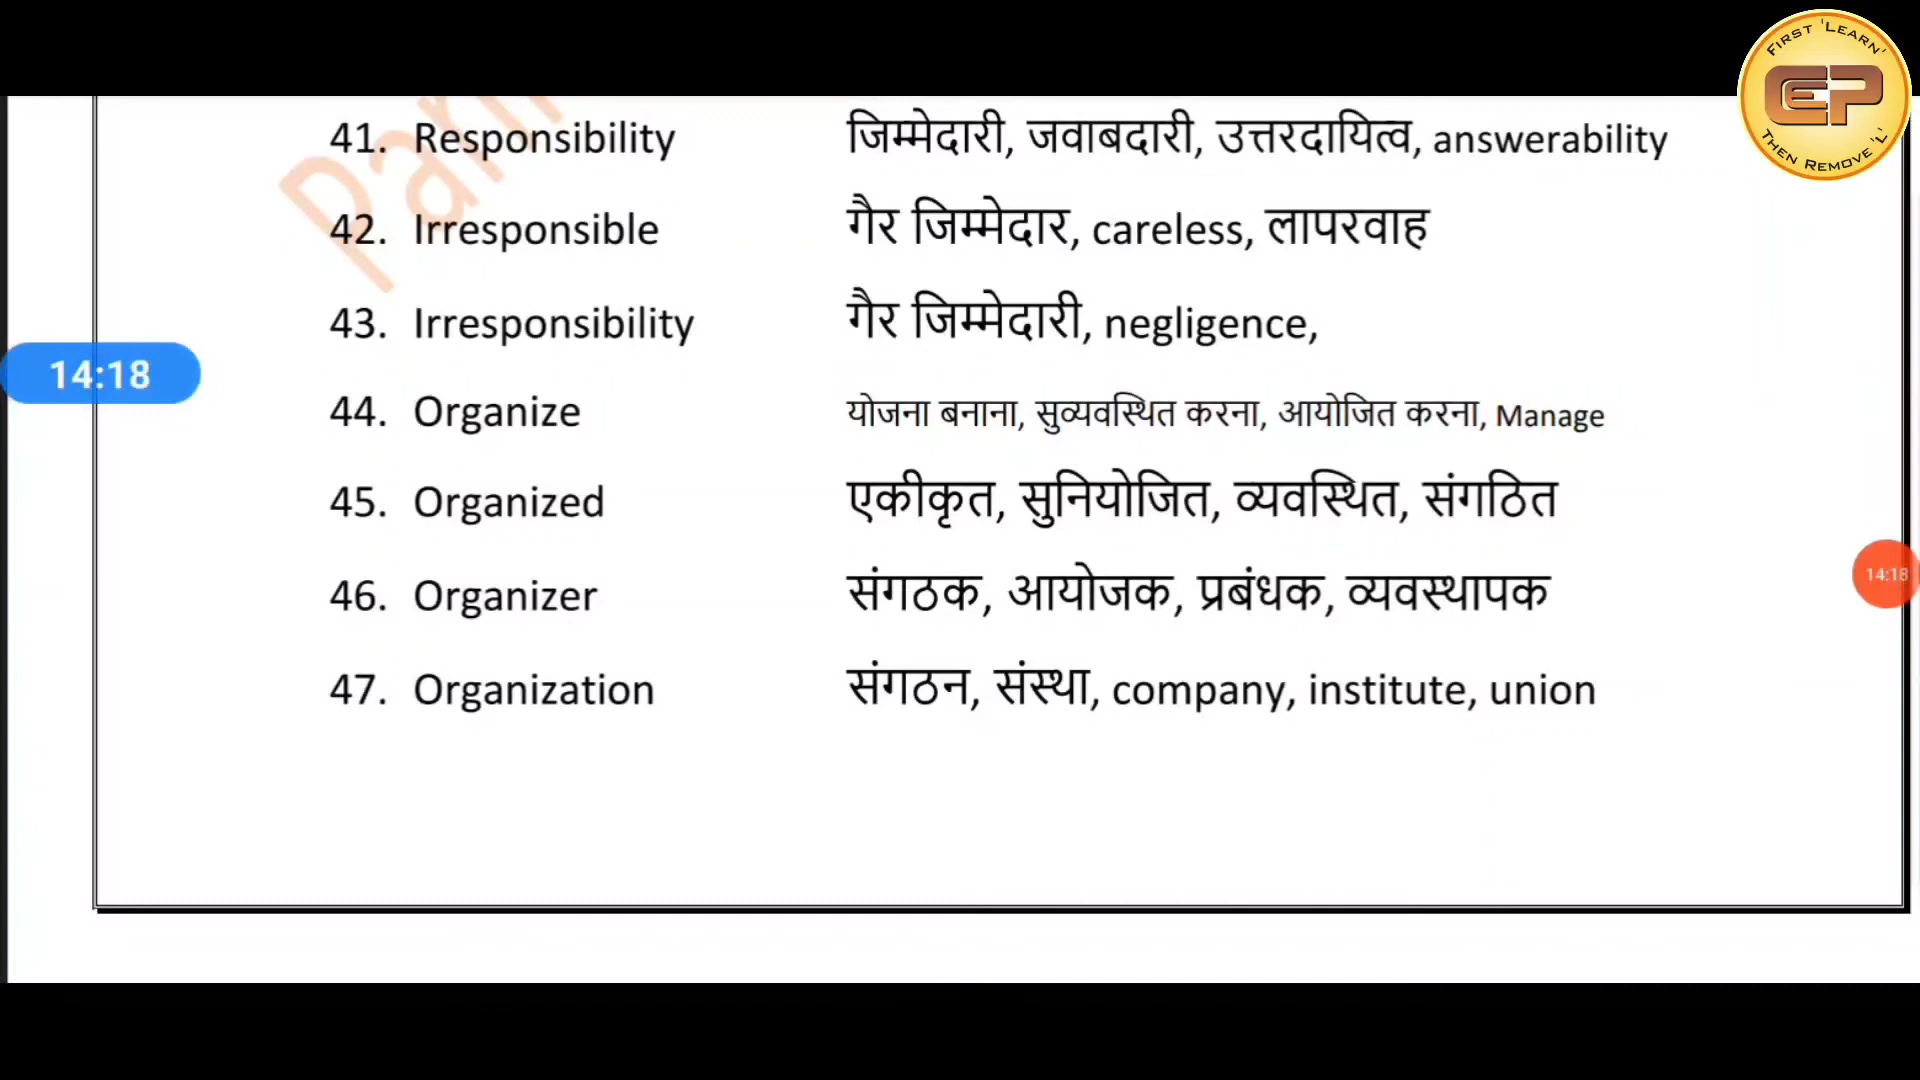 FIRST 'LEARN'
EP
THEN REMOVE 'L'
41. Responsibility जिम्मेदारी, जवाबदारी, उत्तरदायित्व, answerability
42. Irresponsible गैर जिम्मेदार, careless, लापरवाह
43. Irresponsibility गैर जिम्मेदारी, negligence,
14:18
44. Organize योजना बनाना, सुव्यवस्थित करना, आयोजित करना, Manage
45. Organized एकीकृत, सुनियोजित, व्यवस्थित, संगठित
14:18
46. Organizer संगठक, आयोजक, प्रबंधक, व्यवस्थापक
47. Organization संगठन, संस्था, company, institute, union